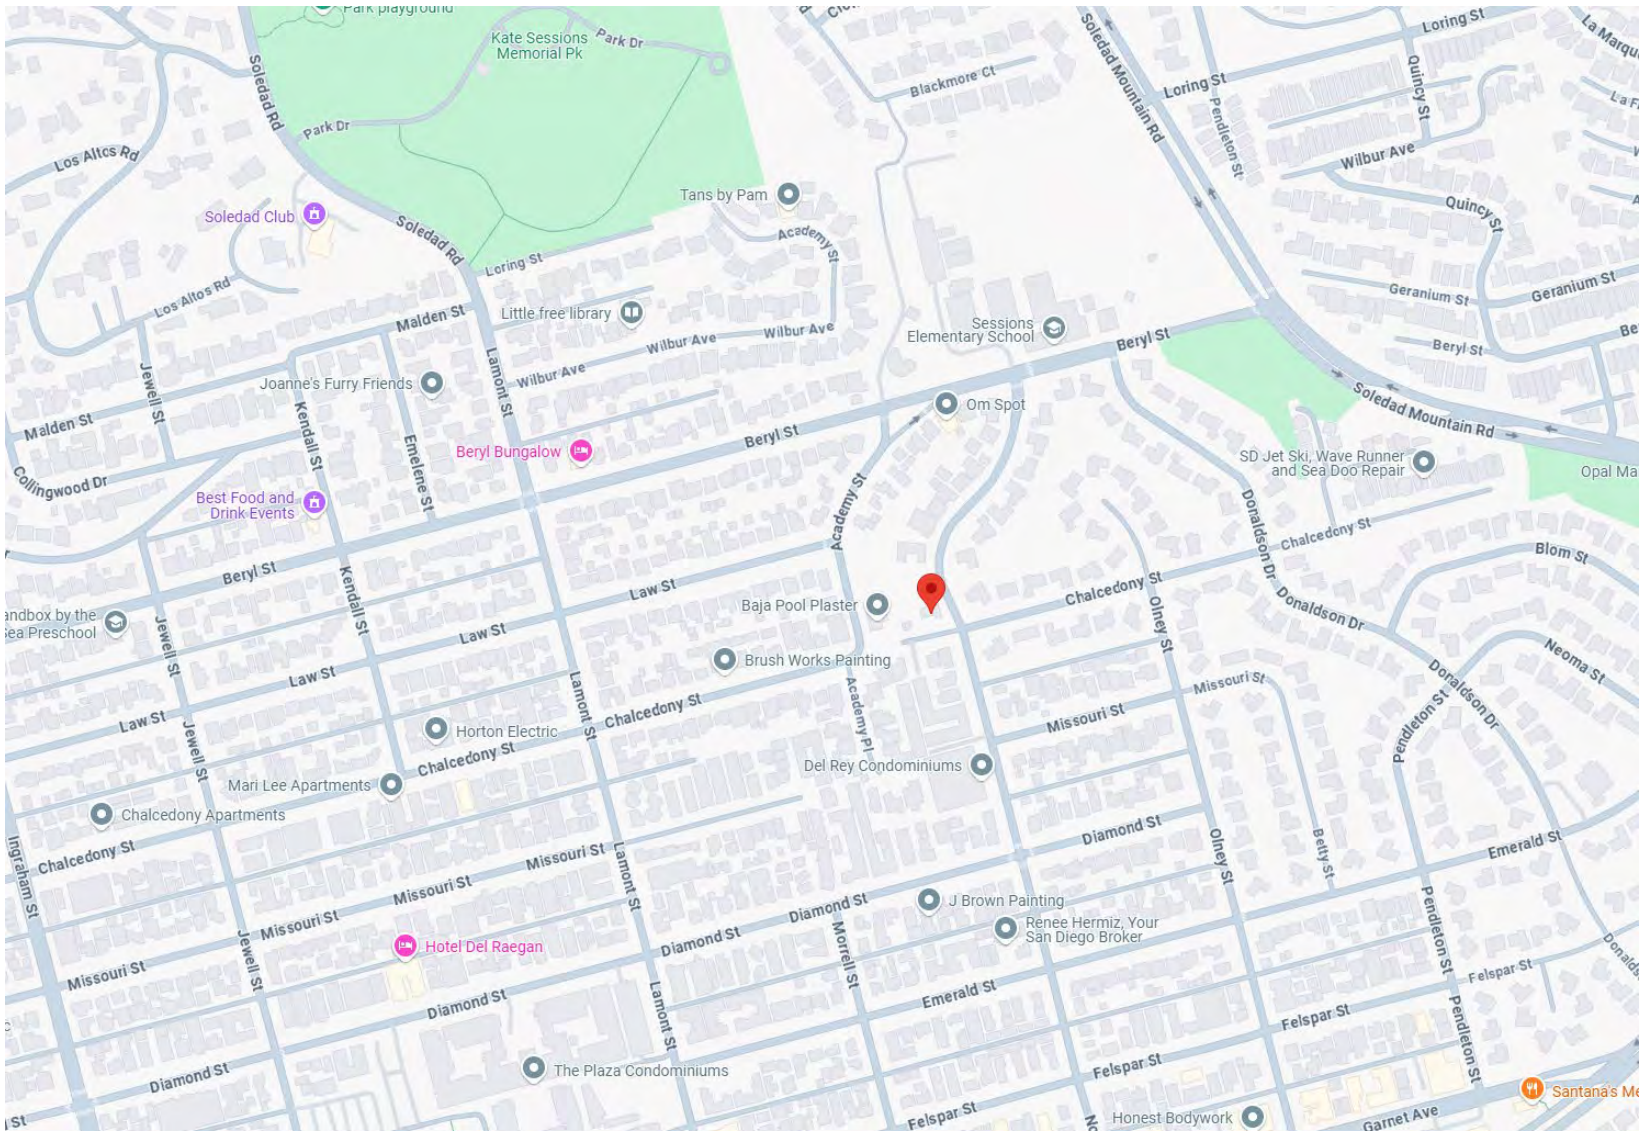 Park playground
Kate Sessions
Memorial Pk
Park Dr
Park Dr
Soledad Rd
Los Altos Rd
Soledad Club
Soledad Rd
Los Altos Rd
Loring St
Malden St
Little free library
Tans by Pam
Academy St
Wilbur Ave
Wilbur Ave
Wilbur Ave
Blackmore Ct
Soledad Mountain Rd
Loring St
Loring St
Pendleton St
Quincy St
Wilbur Ave
Quincy St
Geranium St
Geranium St
Beryl St
Sessions
Elementary School
Beryl St
Soledad Mountain Rd
Jewell St
Joanne's Furry Friends
Lamont St
Malden St
Kendall St
Emelene St
Beryl Bungalow
Beryl St
Om Spot
SD Jet Ski, Wave Runner
and Sea Doo Repair
Opal Ma
Collingwood Dr
Best Food and
Drink Events
Academy St
Donaldson Dr
Chalcedony St
Blom St
Beryl St
Kendall St
Law St
Baja Pool Plaster
Chalcedony St
Olney St
Donaldson Dr
andbox by the
Sea Preschool
Jewell St
Law St
Brush Works Painting
Neoma St
Law St
Lamont St
Academy Pl
Missouri St
Donaldson Dr
Law St
Jewell St
Horton Electric
Chalcedony St
Missouri St
Pendleton St
Chalcedony St
Mari Lee Apartments
Del Rey Condominiums
Chalcedony Apartments
Diamond St
Olney St
Betty St
Emerald St
Ingraham St
Chalcedony St
Missouri St
Lamont St
Missouri St
Diamond St
J Brown Painting
Missouri St
Jewell St
Hotel Del Raegan
Diamond St
Morrell St
Renee Hermiz, Your
San Diego Broker
Pendleton St
Missouri St
Diamond St
Lamont St
Emerald St
Felspar St
Felspar St
Pendleton St
Diamond St
The Plaza Condominiums
Felspar St
Santana's Me
St
Felspar St
Honest Bodywork
Garnet Ave